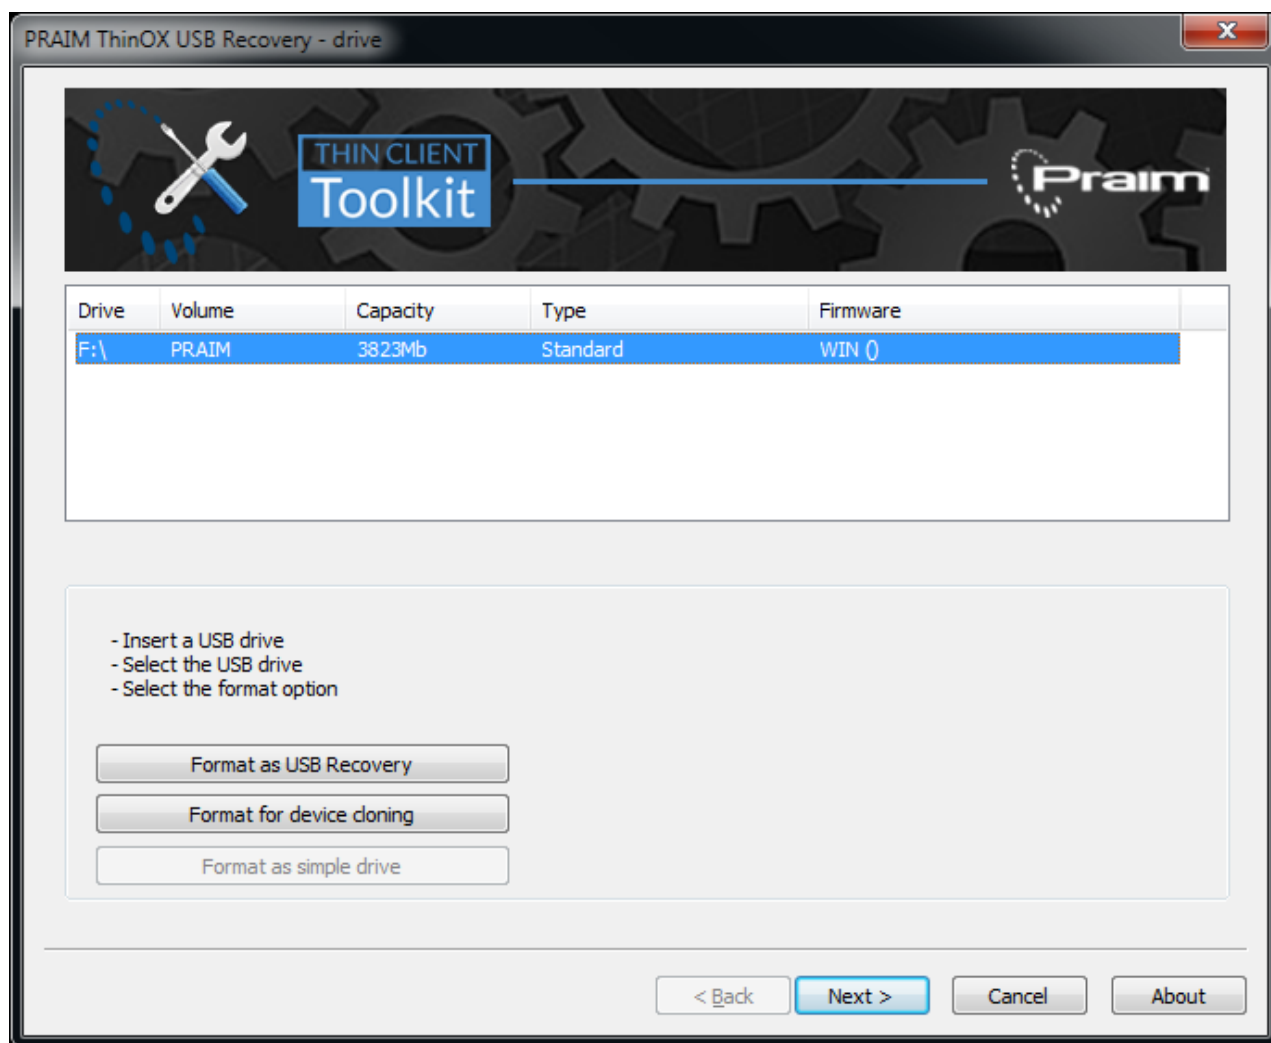 PRAIM ThinOX USB Recovery - drive
x
THIN CLIENT
Toolkit
Praim
Drive Volume Capacity Type Firmware
F:\ PRAIM 3823Mb Standard WIN ()
- Insert a USB drive
- Select the USB drive
- Select the format option
Format as USB Recovery
Format for device cloning
Format as simple drive
< Back Next > Cancel About